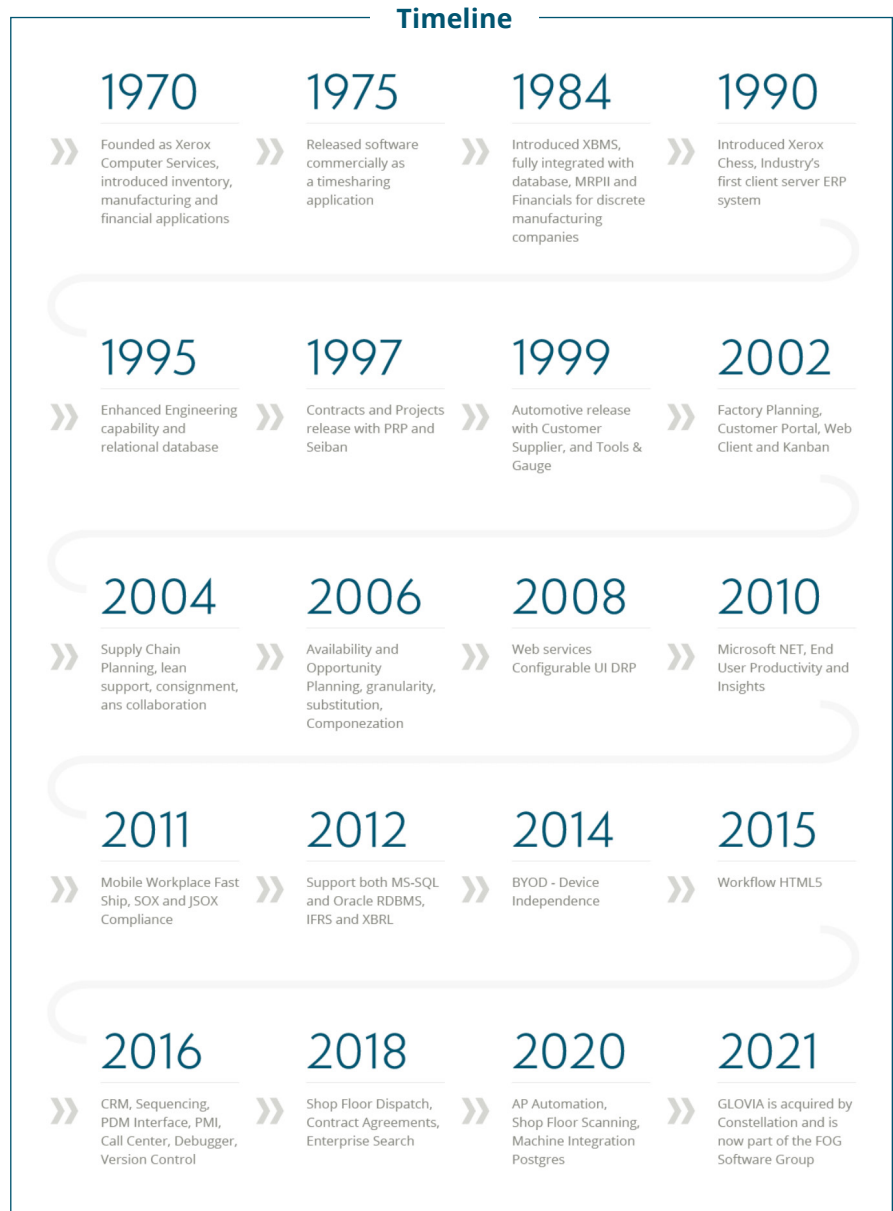 Timeline
1970
Founded as Xerox
Computer Services,
introduced inventory,
manufacturing and
financial applications
1975
Released software
commercially as
a timesharing
application
1984
Introduced XBMS,
fully integrated with
database, MRPII and
Financials for discrete
manufacturing
companies
1990
Introduced Xerox
Chess, Industry's
first client server ERP
system
1995
Enhanced Engineering
capability and
relational database
1997
Contracts and Projects
release with PRP and
Seiban
1999
Automotive release
with Customer
Supplier, and Tools &
Gauge
2002
Factory Planning,
Customer Portal, Web
Client and Kanban
2004
Supply Chain
Planning, lean
support, consignment,
ans collaboration
2006
Availability and
Opportunity
Planning, granularity,
substitution,
Componezation
2008
Web services
Configurable UI DRP
2010
Microsoft NET, End
User Productivity and
Insights
2011
Mobile Workplace Fast
Ship, SOX and JSOX
Compliance
2012
Support both MS-SQL
and Oracle RDBMS,
IFRS and XBRL
2014
BYOD - Device
Independence
2015
Workflow HTML5
2016
CRM, Sequencing,
PDM Interface, PMI,
Call Center, Debugger,
Version Control
2018
Shop Floor Dispatch,
Contract Agreements,
Enterprise Search
2020
AP Automation,
Shop Floor Scanning,
Machine Integration
Postgres
2021
GLOVIA is acquired by
Constellation and is
now part of the FOG
Software Group